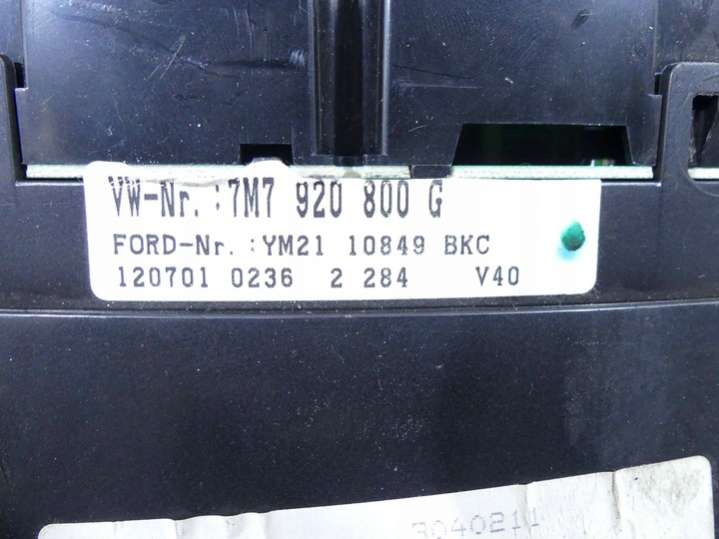 VW-Nr.:7M7 920 800 G
FORD-Nr.:YM21 10849 BKC
120701 0236 2 284 V40